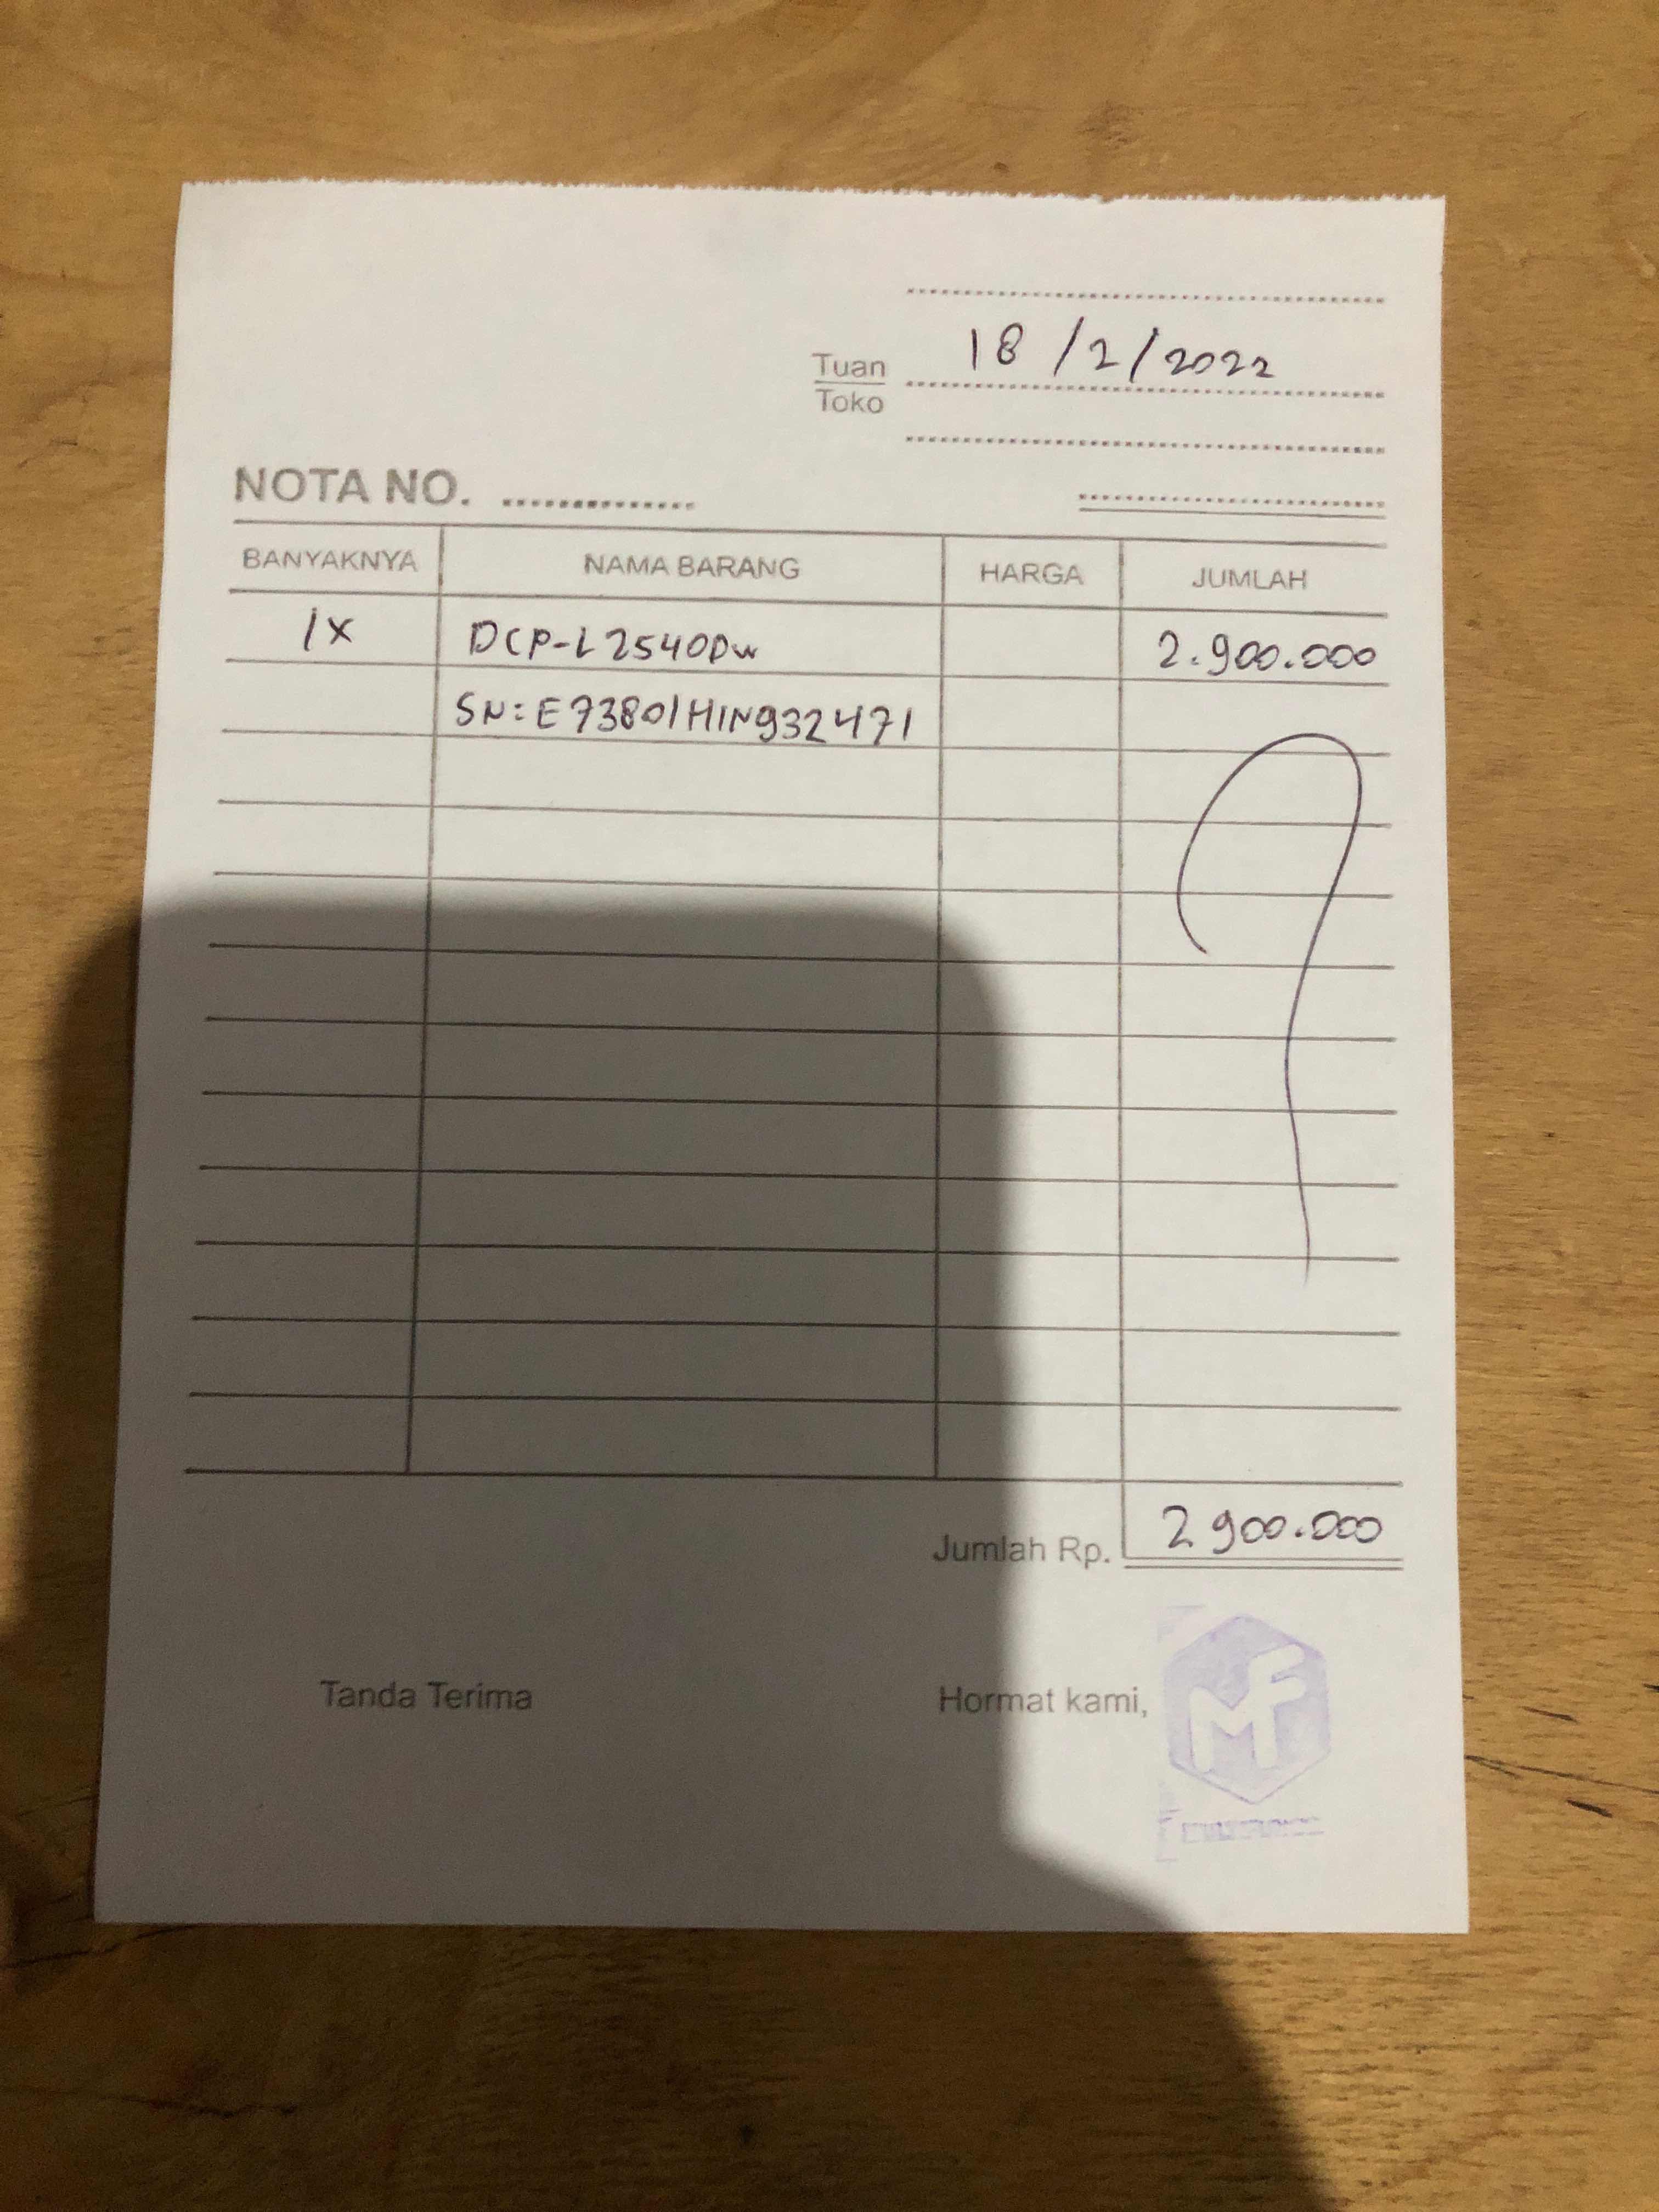 18/2/2022
Tuan
Toko
NOTA NO. ..............
BANYAKNYA NAMA BARANG HARGA JUMLAH
1x DCP-L2540DW 2.900.000
SN: E73801H1N932471
Jumlah Rp. 2 900.000
Tanda Terima Hormat kami,
MF